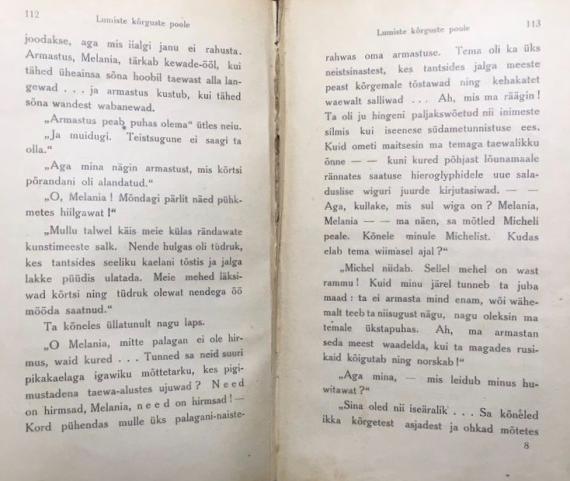 112
Lumiste kõrguste poole
joodakse, aga mis iialgi janu ei rahusta.
Armastus, Melania, tärkab kewade-ööl, kui
tähed üheainsa sõna hoobil taewast alla lan-
gewad . . . ja armastus kustub, kui tähed
sõna wandest wabanewad.
„Armastus peab puhas olema“ ütles neiu.
„Ja muidugi. Teistsugune ei saagi ta
olla.“
„Aga mina nägin armastust, mis kõrtsi
põrandani oli alandatud.“
„O, Melania ! Mõndagi pärlit näed pühk-
metes hiilgawat !“
„Mullu talwel käis meie külas rändawate
kunstimeeste salk. Nende hulgas oli tüdruk,
kes tantsides seeliku kaelani tõstis ja jalga
lakke püüdis ulatada. Meie mehed läksi-
wad kõrtsi ning tüdruk olewat nendega öö
mööda saatnud.“
Ta kõneles üllatunult nagu laps.
„O Melania, mitte palagan ei ole hir-
mus, waid kured . . . Tunned sa neid suuri
pikakaelaga igawiku mõttetarku, kes pigi-
mustadena taewa-alustes ujuwad ? Need
on hirmsad, Melania, need on hirmsad ! —
Kord pühendas mulle üks palagani-naiste-
Lumiste kõrguste poole
113
rahwas oma armastuse. Tema oli ka üks
neistsinastest, kes tantsides jalga meeste
peast kõrgemale tõstawad ning kehakatet
waewalt salliwad . . . Ah, mis ma räägin !
Ta oli ju hingeni paljakswõetud nii inimeste
silmis kui iseenese südametunnistuse ees.
Kuid ometi maitsesin ma temaga taewalikku
õnne — — kuni kured põhjast lõunamaale
rännates saatuse hieroglyphidele uue sala-
duslise wiguri juurde kirjutasiwad. — —
Aga, kullake, mis sul wiga on ? Melania,
Melania — — ma näen, sa mõtled Micheli
peale. Kõnele minule Michelist. Kudas
elab tema wiimasel ajal ?“
„Michel niidab. Sellel mehel on wast
rammu ! Kuid minu järel tunneb ta juba
maad : ta ei armasta mind enam, wõi wähe-
malt teeb ta niisugust nägu, nagu oleksin ma
temale ükstapuhas. Ah, ma armastan
seda meest waadelda, kui ta magades rusi-
kaid kõigutab ning norskab !“
„Aga mina, — mis leidub minus hu-
witawat ?“
„Sina oled nii iseäralik . . . Sa kõneled
ikka kõrgetest asjadest ja ohkad mõtetes
8